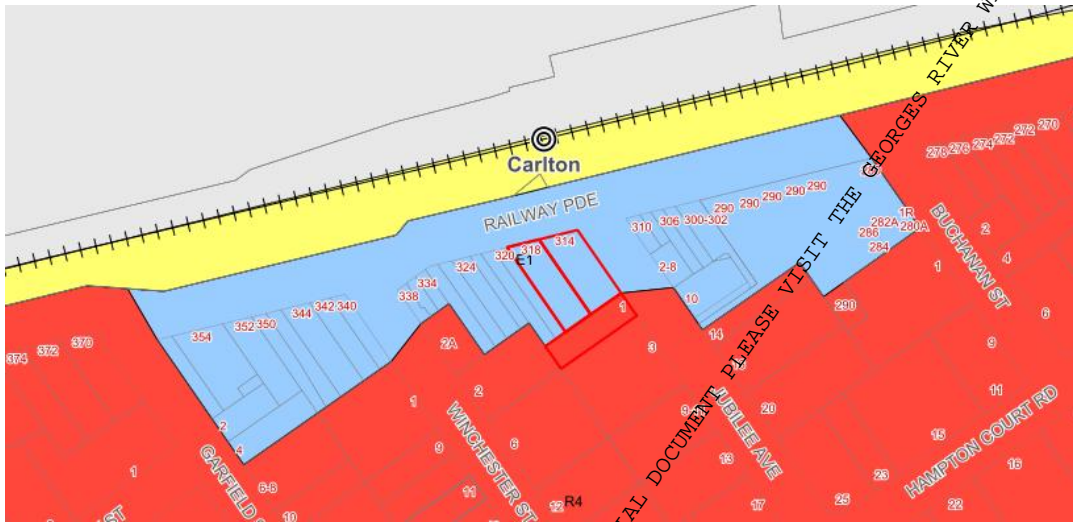 Carlton
RAILWAY PDE
278 276 274 272 272 270
290 290 290 290 290
310 306 300-302
314
318
320
E1
324
334
338
340
342
344
350
352
354
370
372
374
1R
282A 280A
286
284
BUCHANAN ST
2
4
1
6
2-8
10
14
290
1
3
2A
2
1
9
6
2
4
1
6-8
10
11
12
R4
WINCHESTER ST
GARFIELD
JUBILEE AVE
20
13
17
9
11
15
16
23
25
22
HAMPTON COURT RD
IAL DOCUMENT PLEASE VISIT THE GEORGES RIVER W
ST